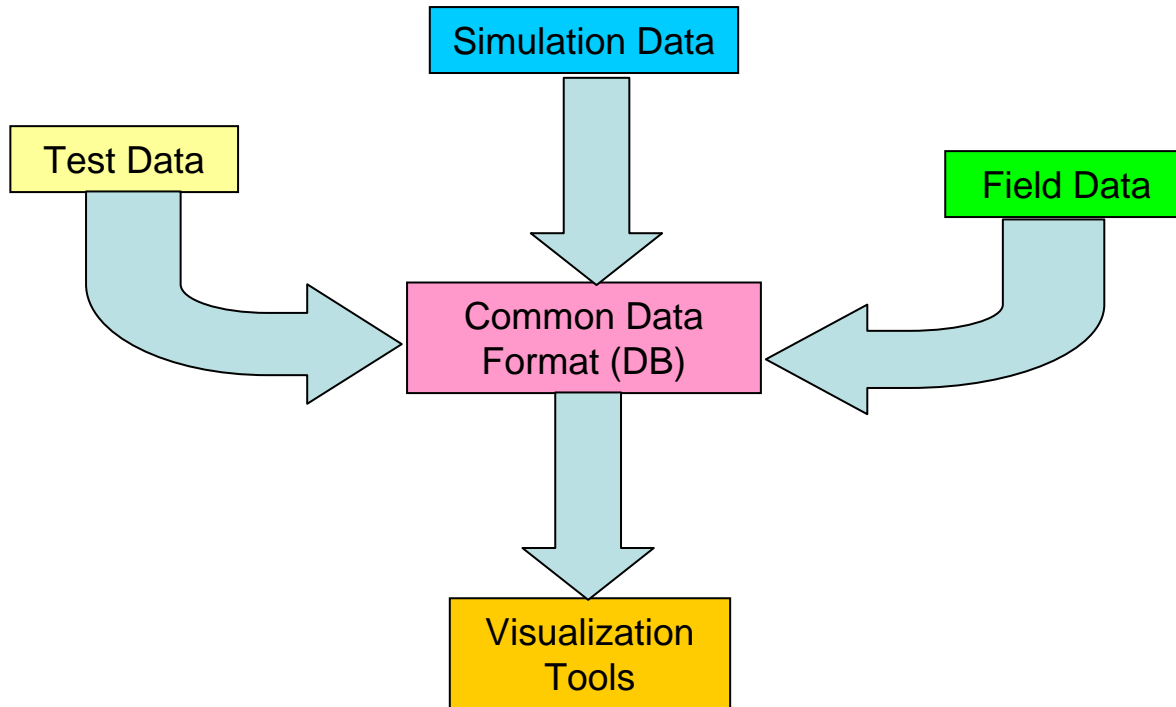 Simulation Data
Test Data
Field Data
Common Data
Format (DB)
Visualization
Tools